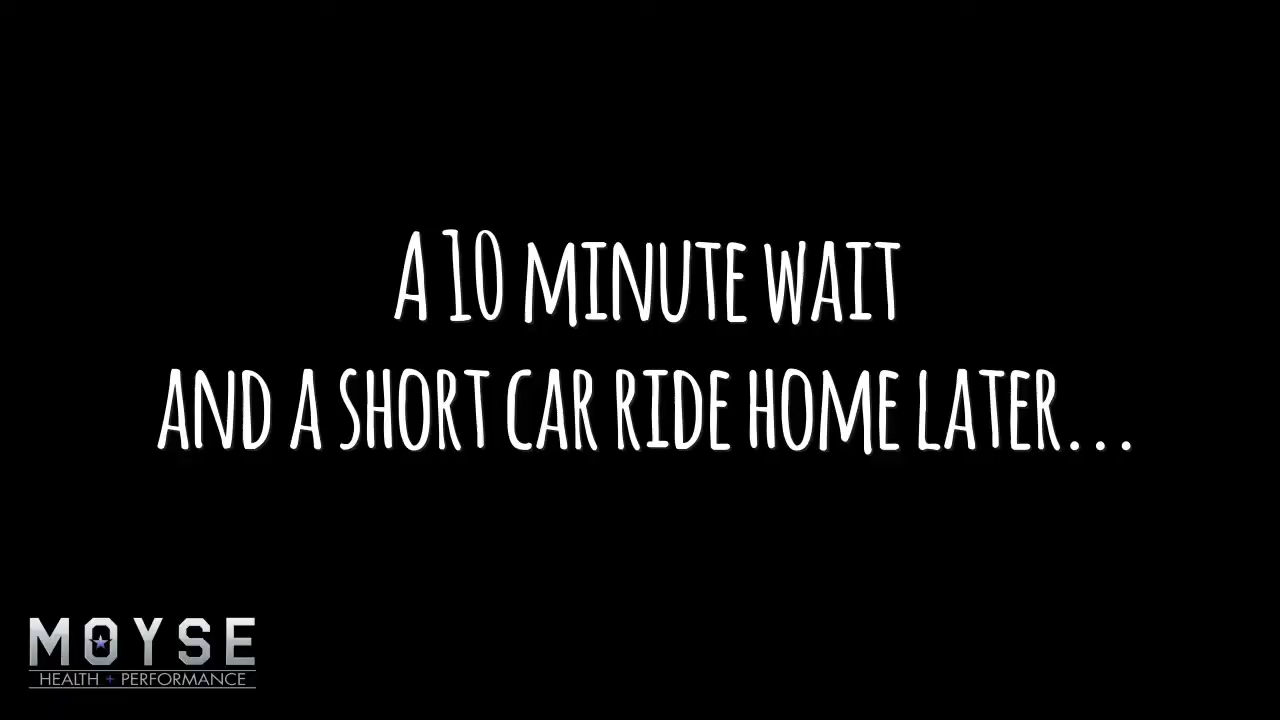 A 10 MINUTE WAIT
AND A SHORT CAR RIDE HOME LATER...
MOYSE
HEALTH + PERFORMANCE